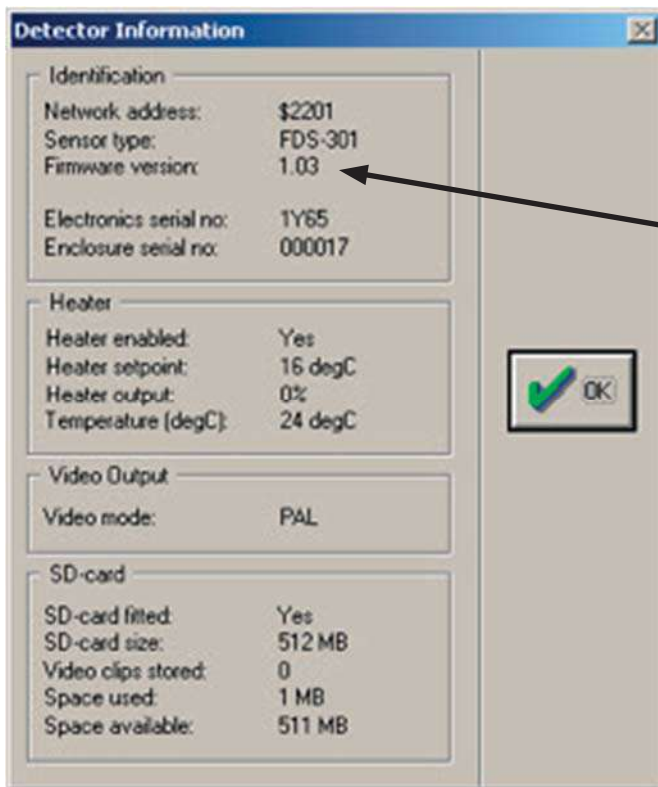 Detector Information
Identification
Network address: $2201
Sensor type: FDS-301
Firmware version: 1.03
Electronics serial no: 1Y65
Enclosure serial no: 000017
Heater
Heater enabled: Yes
Heater setpoint: 16 degC
Heater output: 0%
Temperature (degC): 24 degC
OK
Video Output
Video mode: PAL
SD-card
SD-card fitted: Yes
SD-card size: 512 MB
Video clips stored: 0
Space used: 1 MB
Space available: 511 MB